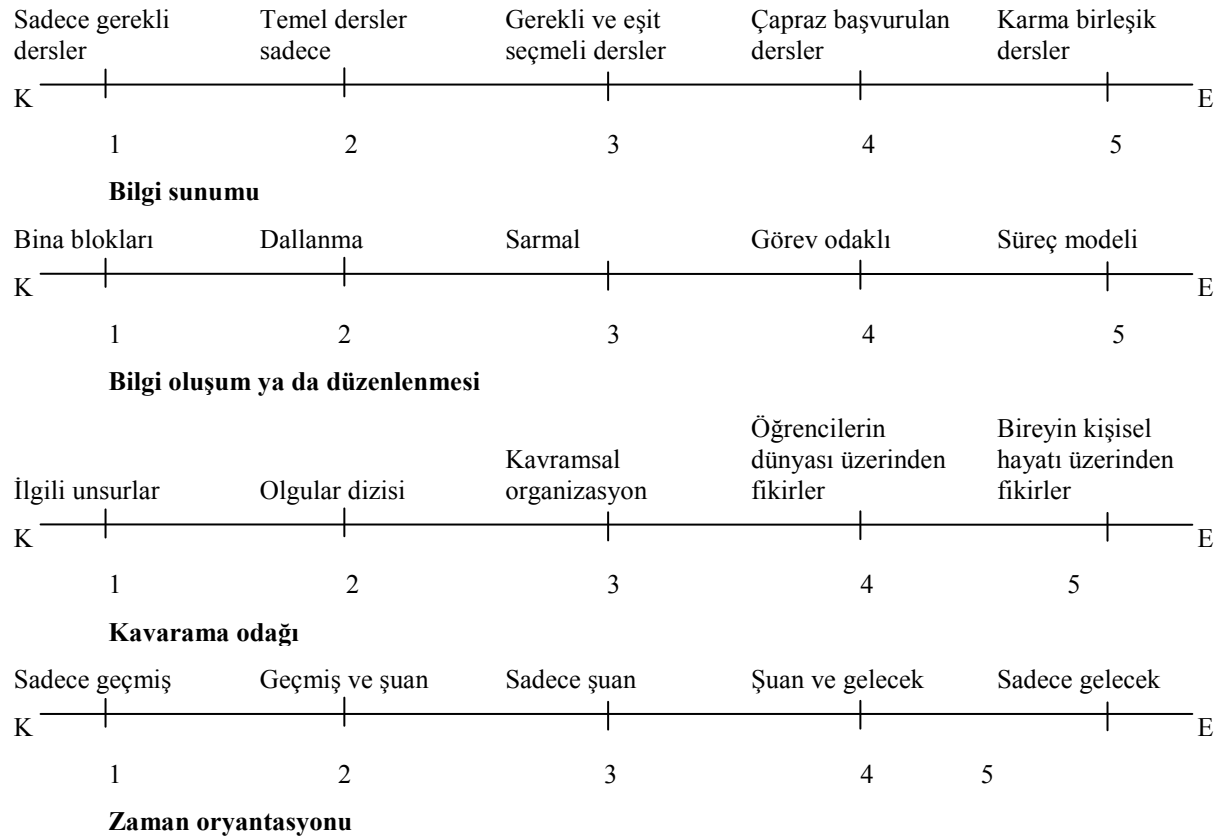 Sadece gerekli Temel dersler Gerekli ve eşit Çapraz başvurulan Karma birleşik
dersler sadece seçmeli dersler dersler dersler
K E
1 2 3 4 5
Bilgi sunumu
Bina blokları Dallanma Sarmal Görev odaklı Süreç modeli
K E
1 2 3 4 5
Bilgi oluşum ya da düzenlenmesi
Öğrencilerin Bireyin kişisel
Kavramsal dünyası üzerinden hayatı üzerinden
İlgili unsurlar Olgular dizisi organizasyon fikirler fikirler
K E
1 2 3 4 5
Kavarama odağı
Sadece geçmiş Geçmiş ve şuan Sadece şuan Şuan ve gelecek Sadece gelecek
K E
1 2 3 4 5
Zaman oryantasyonu